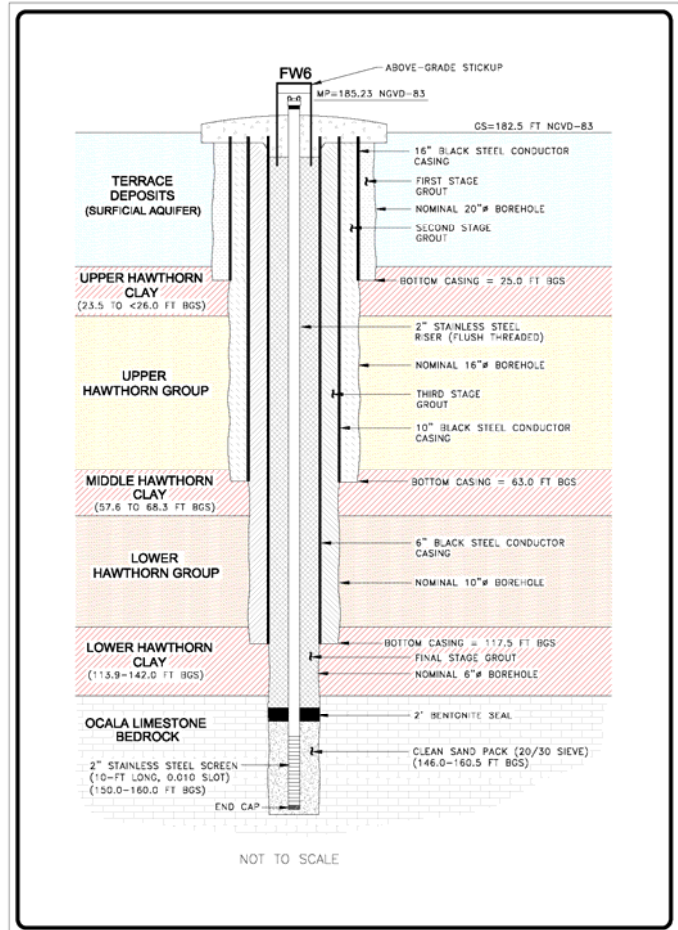 FW6
ABOVE-GRADE STICKUP
MP=185.23 NGVD-83
GS=182.5 FT NGVD-83
16" BLACK STEEL CONDUCTOR
CASING
FIRST STAGE
GROUT
TERRACE
DEPOSITS
(SURFICIAL AQUIFER)
NOMINAL 20"ø BOREHOLE
SECOND STAGE
GROUT
UPPER HAWTHORN
CLAY
(23.5 TO <26.0 FT BGS)
BOTTOM CASING = 25.0 FT BGS
2" STAINLESS STEEL
RISER (FLUSH THREADED)
UPPER
HAWTHORN GROUP
NOMINAL 16"ø BOREHOLE
THIRD STAGE
GROUT
10" BLACK STEEL CONDUCTOR
CASING
MIDDLE HAWTHORN
CLAY
(57.6 TO 68.3 FT BGS)
BOTTOM CASING = 63.0 FT BGS
6" BLACK STEEL CONDUCTOR
CASING
LOWER
HAWTHORN GROUP
NOMINAL 10"ø BOREHOLE
LOWER HAWTHORN
CLAY
(113.9-142.0 FT BGS)
BOTTOM CASING = 117.5 FT BGS
FINAL STAGE GROUT
NOMINAL 6"ø BOREHOLE
OCALA LIMESTONE
BEDROCK
2' BENTONITE SEAL
2" STAINLESS STEEL SCREEN
(10-FT LONG, 0.010 SLOT)
(150.0-160.0 FT BGS)
CLEAN SAND PACK (20/30 SIEVE)
(146.0-160.5 FT BGS)
END CAP
NOT TO SCALE